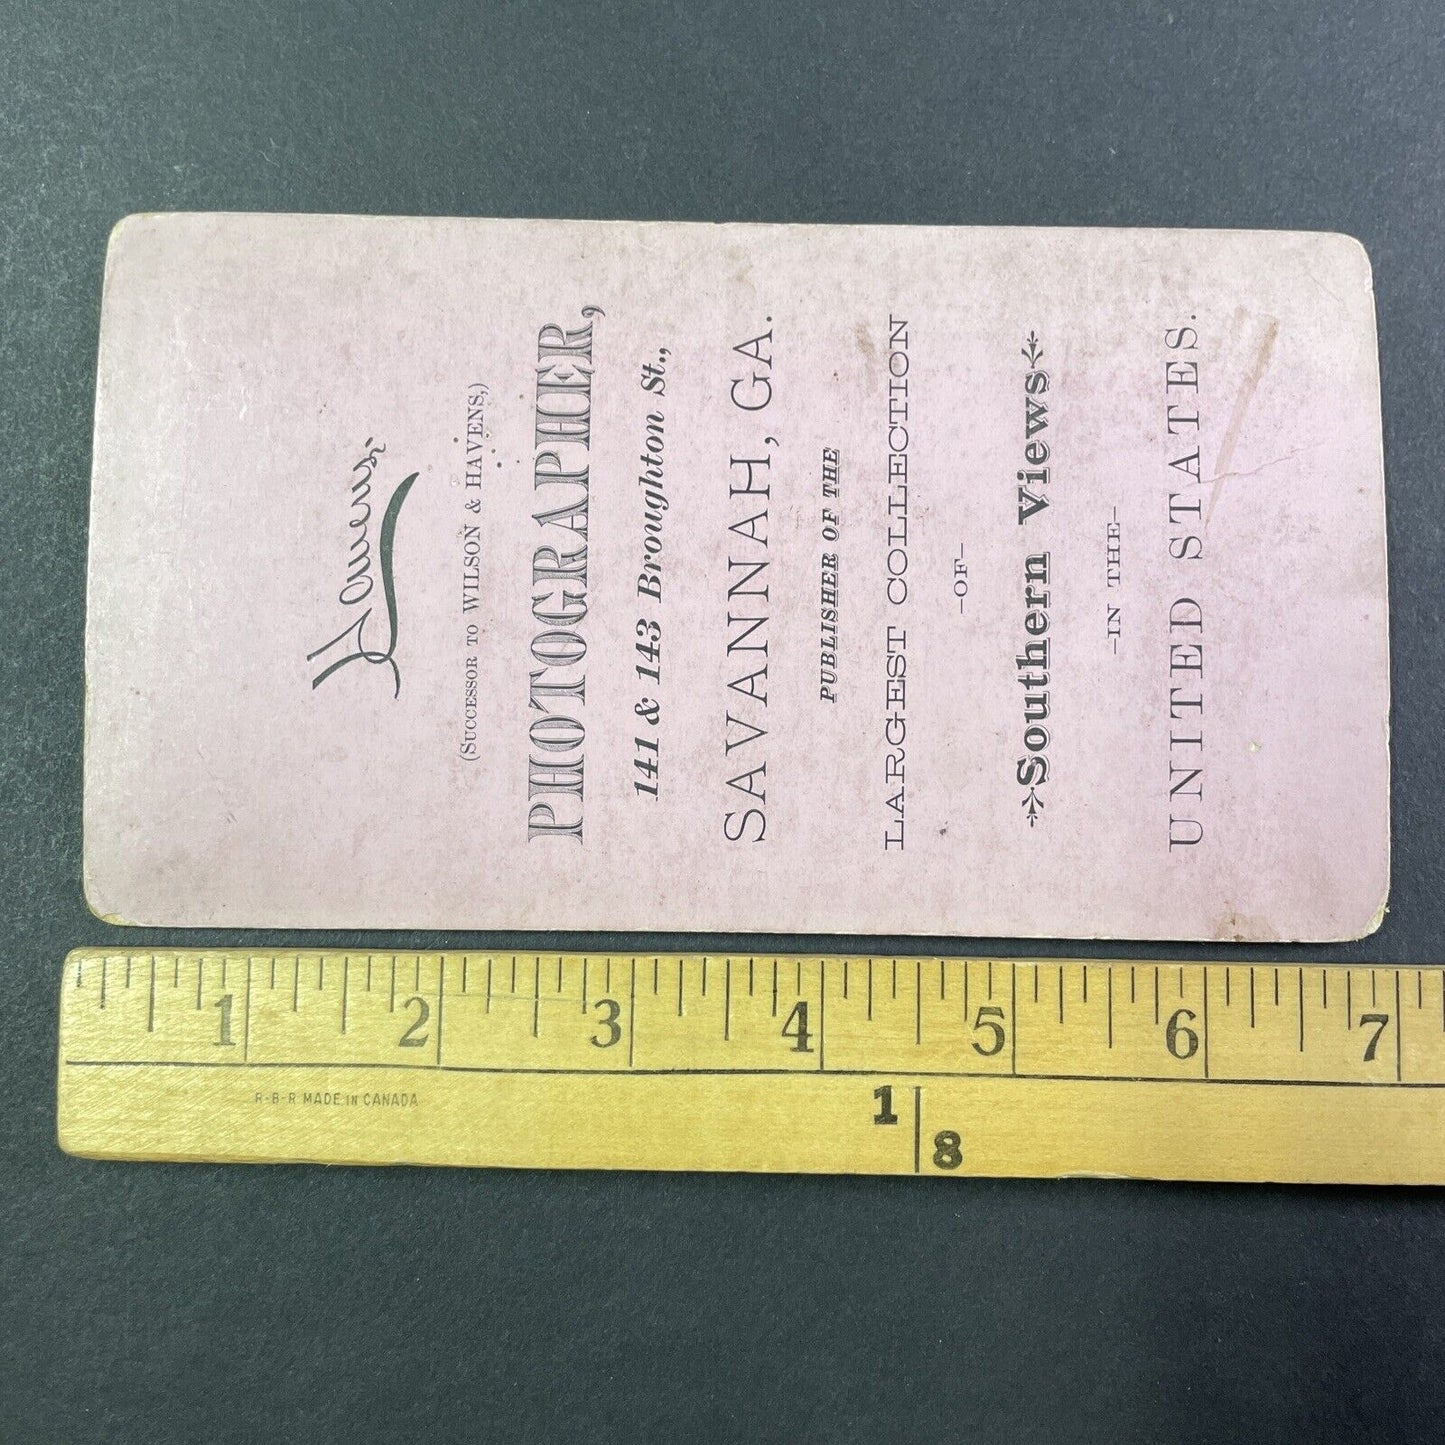 Havens
(SUCCESSOR TO WILSON & HAVENS,)
PHOTOGRAPHER,
141 & 143 Broughton St.,
SAVANNAH, GA.
PUBLISHER OF THE
LARGEST COLLECTION
–OF–
Southern Views
–IN THE–
UNITED STATES.
1 2 3 4 5 6 7
R-B-R MADE IN CANADA
1
8